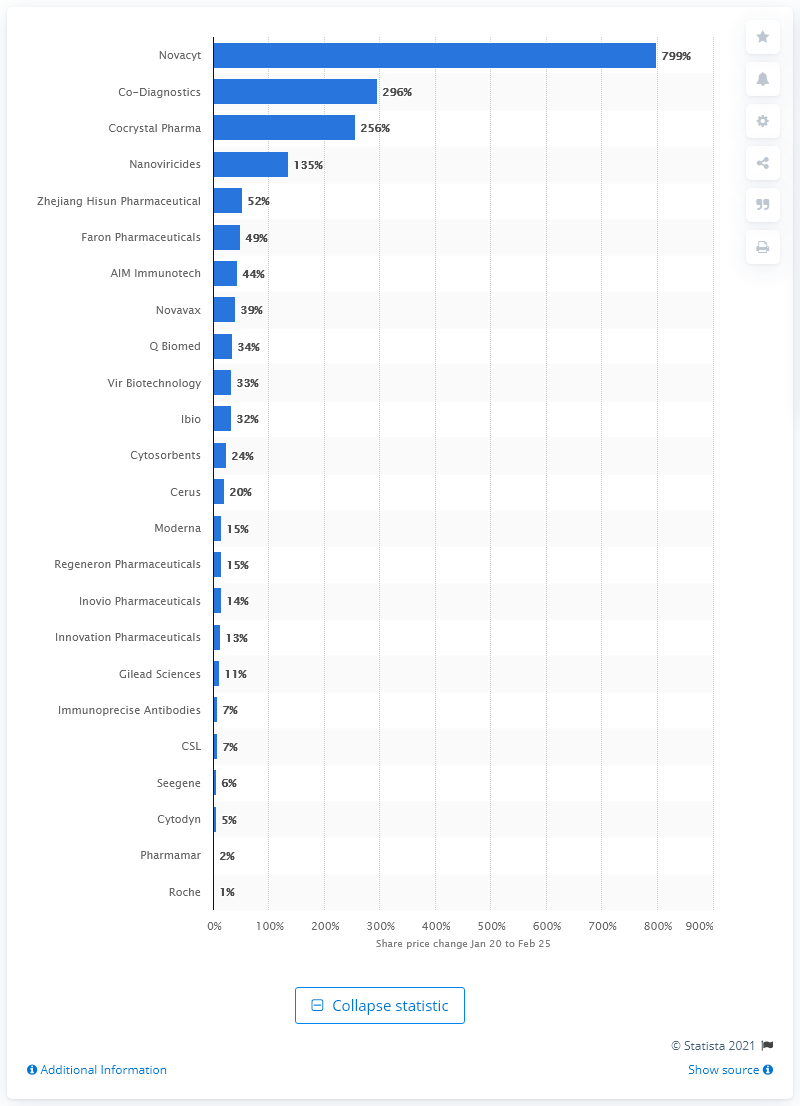 Novacyt 799%
Co-Diagnostics 296%
Cocrystal Pharma 256%
Nanoviricides 135%
Zhejiang Hisun Pharmaceutical 52%
Faron Pharmaceuticals 49%
AIM Immunotech 44%
Novavax 39%
Q Biomed 34%
Vir Biotechnology 33%
Ibio 32%
Cytosorbents 24%
Cerus 20%
Moderna 15%
Regeneron Pharmaceuticals 15%
Inovio Pharmaceuticals 14%
Innovation Pharmaceuticals 13%
Gilead Sciences 11%
Immunoprecise Antibodies 7%
CSL 7%
Seegene 6%
Cytodyn 5%
Pharmamar 2%
Roche 1%
0% 100% 200% 300% 400% 500% 600% 700% 800% 900%
Share price change Jan 20 to Feb 25
Collapse statistic
© Statista 2021
Additional Information Show source